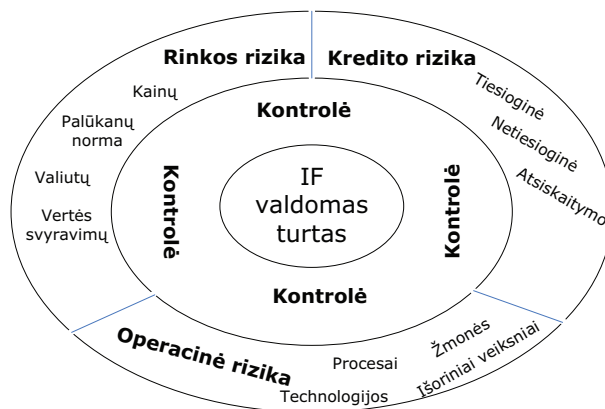 Rinkos rizika
Kainų
Palūkanų
norma
Valiutų
Vertės
svyravimų
Kredito rizika
Tiesioginė
Netiesioginė
Atsiskaitymo
Kontrolė
Kontrolė
IF
valdomas
turtas
Kontrolė
Kontrolė
Operacinė rizika
Procesai
Technologijos
Žmonės
Išoriniai veiksniai